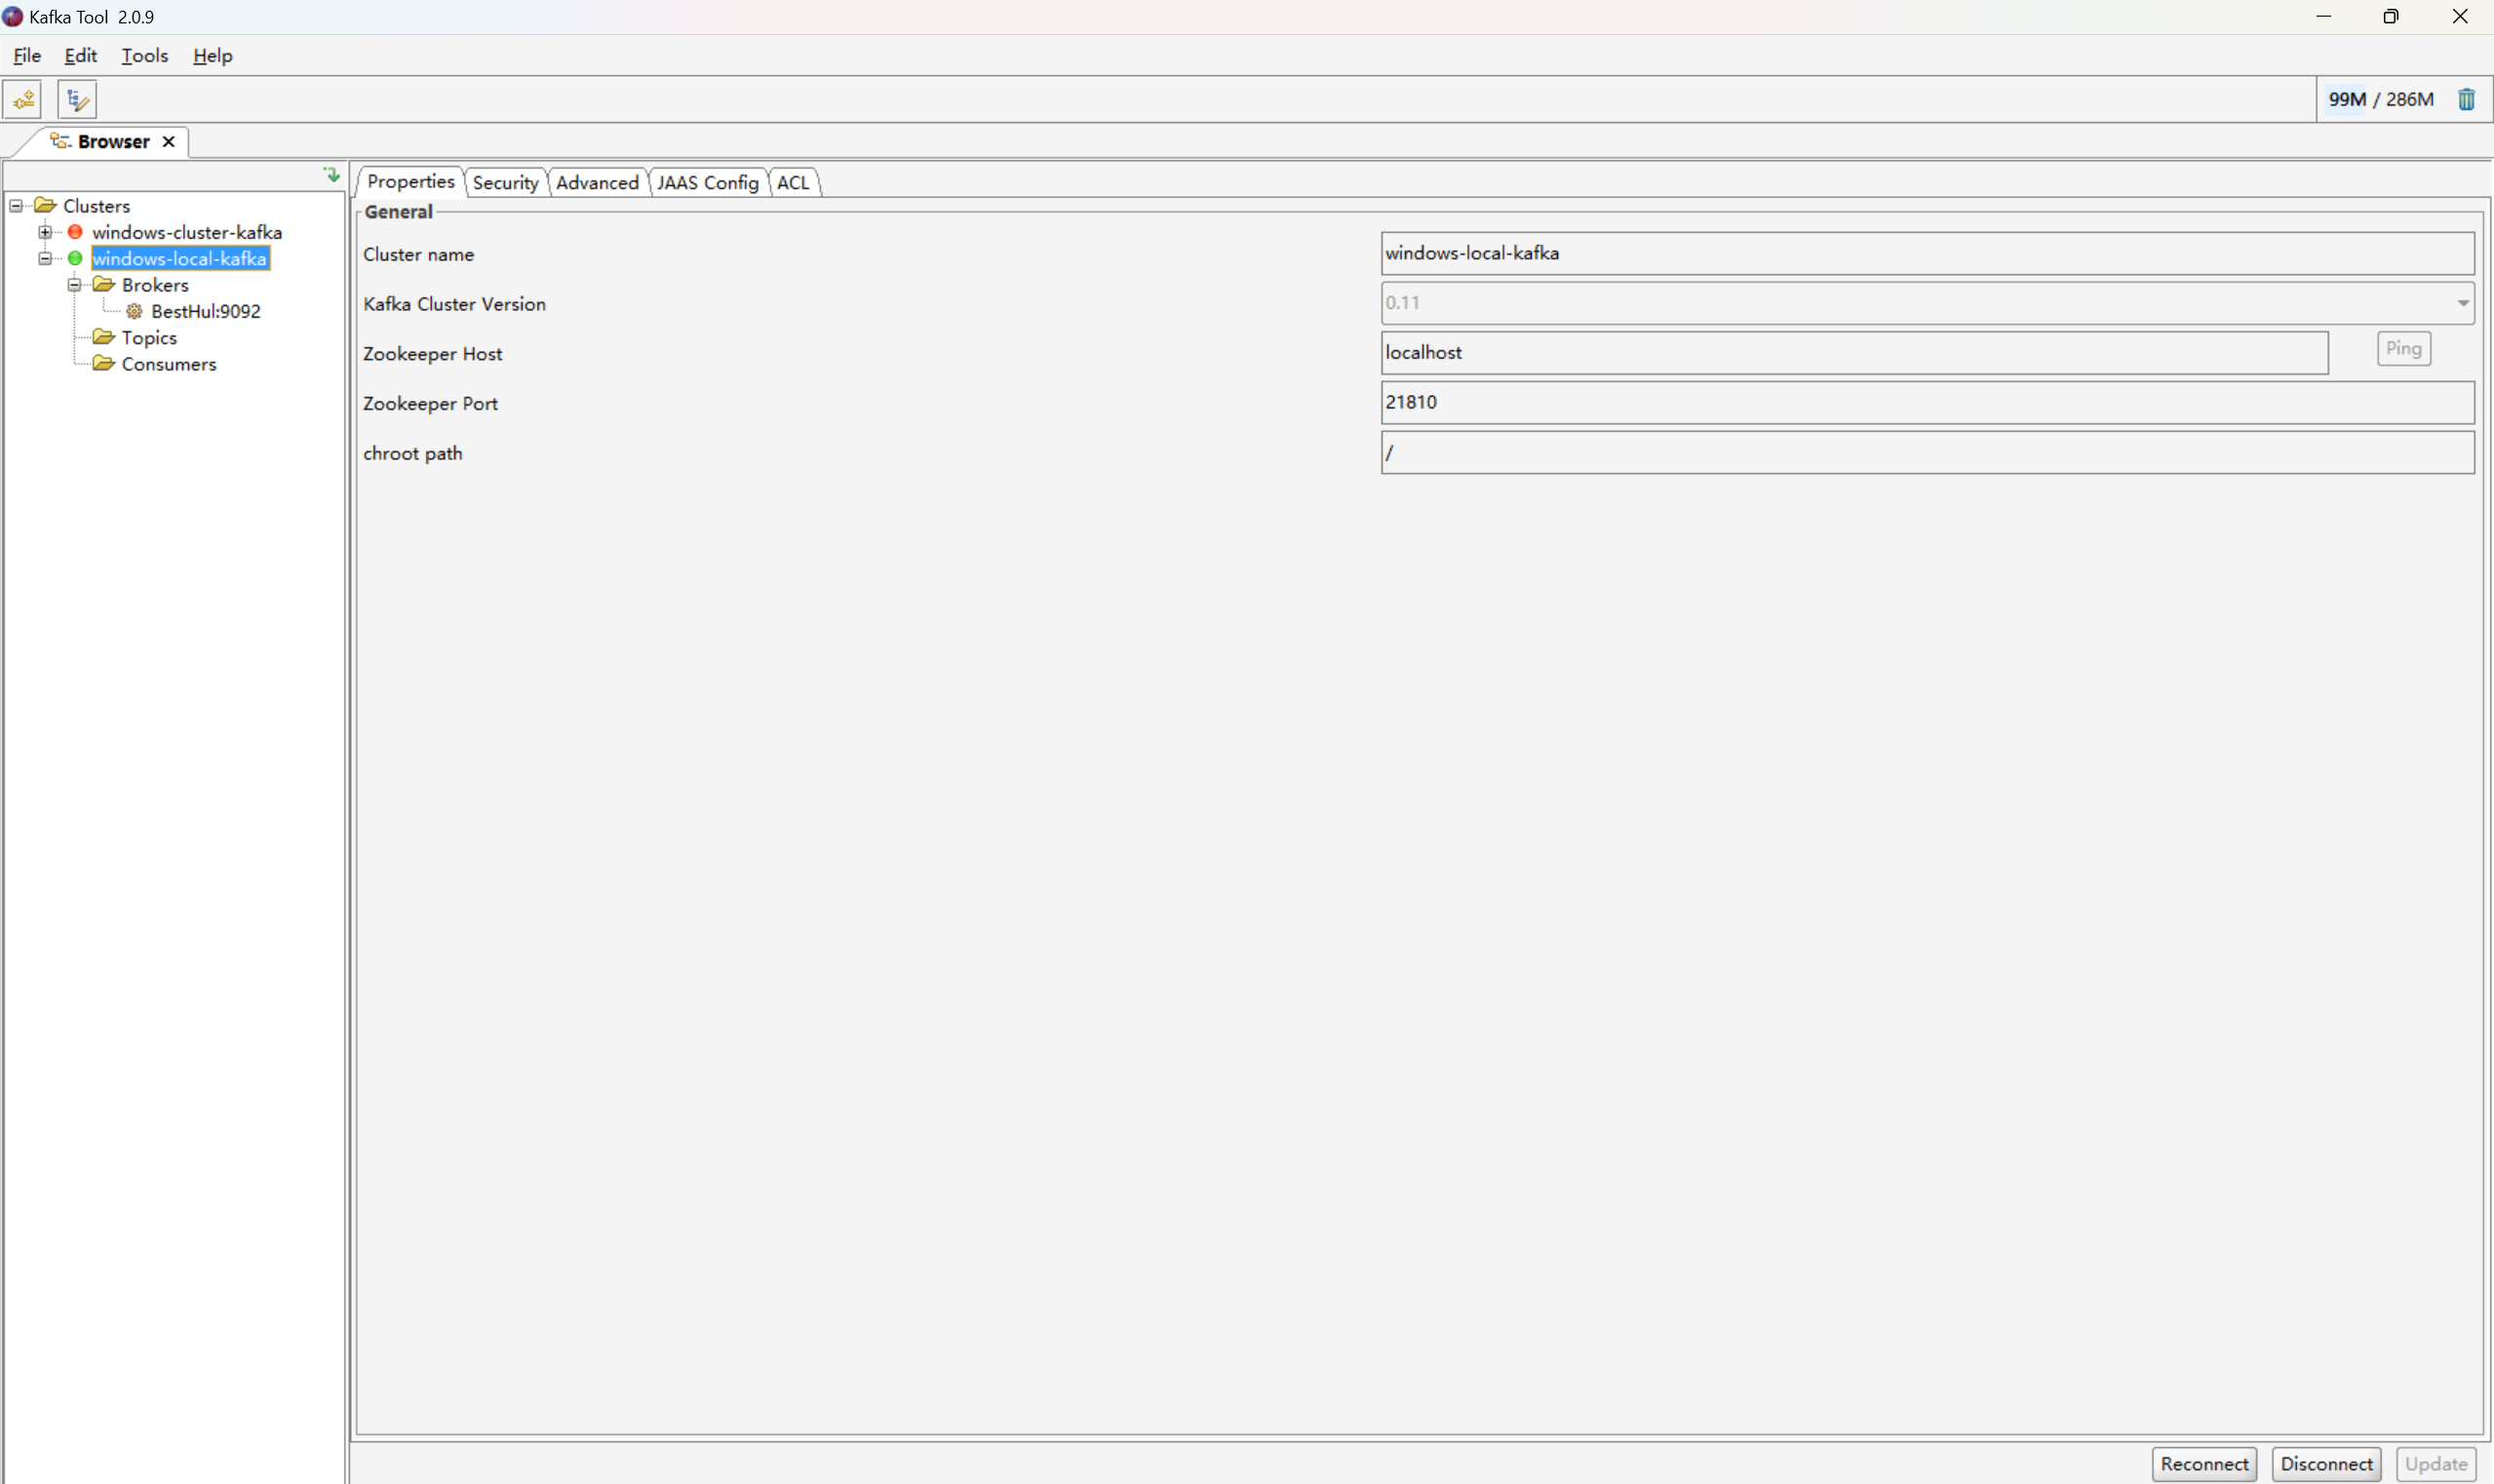 Kafka Tool 2.0.9
File Edit Tools Help
99M / 286M
Browser
Properties Security Advanced JAAS Config ACL
Clusters
windows-cluster-kafka
windows-local-kafka
Brokers
BestHul:9092
Topics
Consumers
General
Cluster name windows-local-kafka
Kafka Cluster Version 0.11
Zookeeper Host localhost Ping
Zookeeper Port 21810
chroot path /
Reconnect Disconnect Update